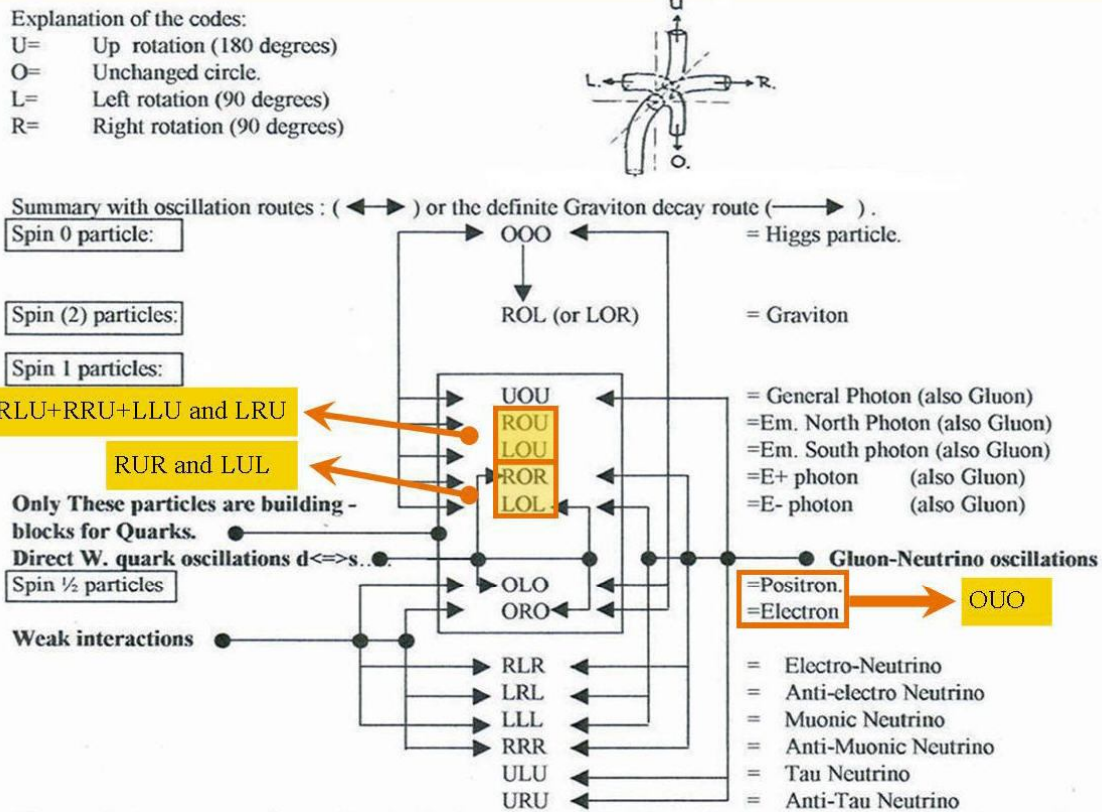 Explanation of the codes:
U= Up rotation (180 degrees)
O= Unchanged circle.
L= Left rotation (90 degrees)
R= Right rotation (90 degrees)
U
L. R.
O.
Summary with oscillation routes : ( ) or the definite Graviton decay route ( ) .
Spin 0 particle: OOO = Higgs particle.
Spin (2) particles: ROL (or LOR) = Graviton
Spin 1 particles:
UOU = General Photon (also Gluon)
RLU+RRU+LLU and LRU ROU =Em. North Photon (also Gluon)
LOU =Em. South photon (also Gluon)
RUR and LUL ROR =E+ photon (also Gluon)
Only These particles are building - LOL =E- photon (also Gluon)
blocks for Quarks.
Direct W. quark oscillations d<=>s.. Gluon-Neutrino oscillations
Spin ½ particles OLO =Positron.
ORO =Electron OUO
Weak interactions
RLR = Electro-Neutrino
LRL = Anti-electro Neutrino
LLL = Muonic Neutrino
RRR = Anti-Muonic Neutrino
ULU = Tau Neutrino
URU = Anti-Tau Neutrino